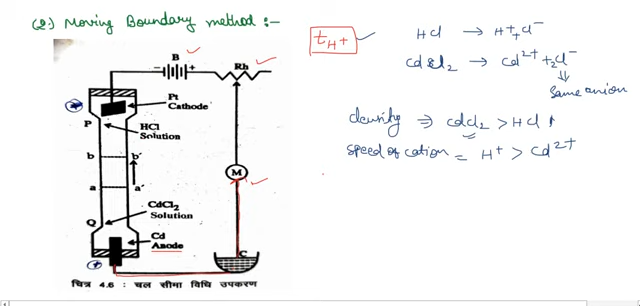 (2.) Moving Boundary method :-
t_H+
HCl → H⁺ + Cl⁻
CdCl₂ → Cd²⁺ + 2Cl⁻
⇓
Same anion
density ⇒ CdCl₂ > HCl
speed of cation = H⁺ > Cd²⁺
B
− +
Rh
Pt
Cathode
P
HCl
Solution
b b'
a a'
M
CdCl₂
Solution
Q
Cd
Anode
C
चित्र 4.6 : चल सीमा विधि उपकरण